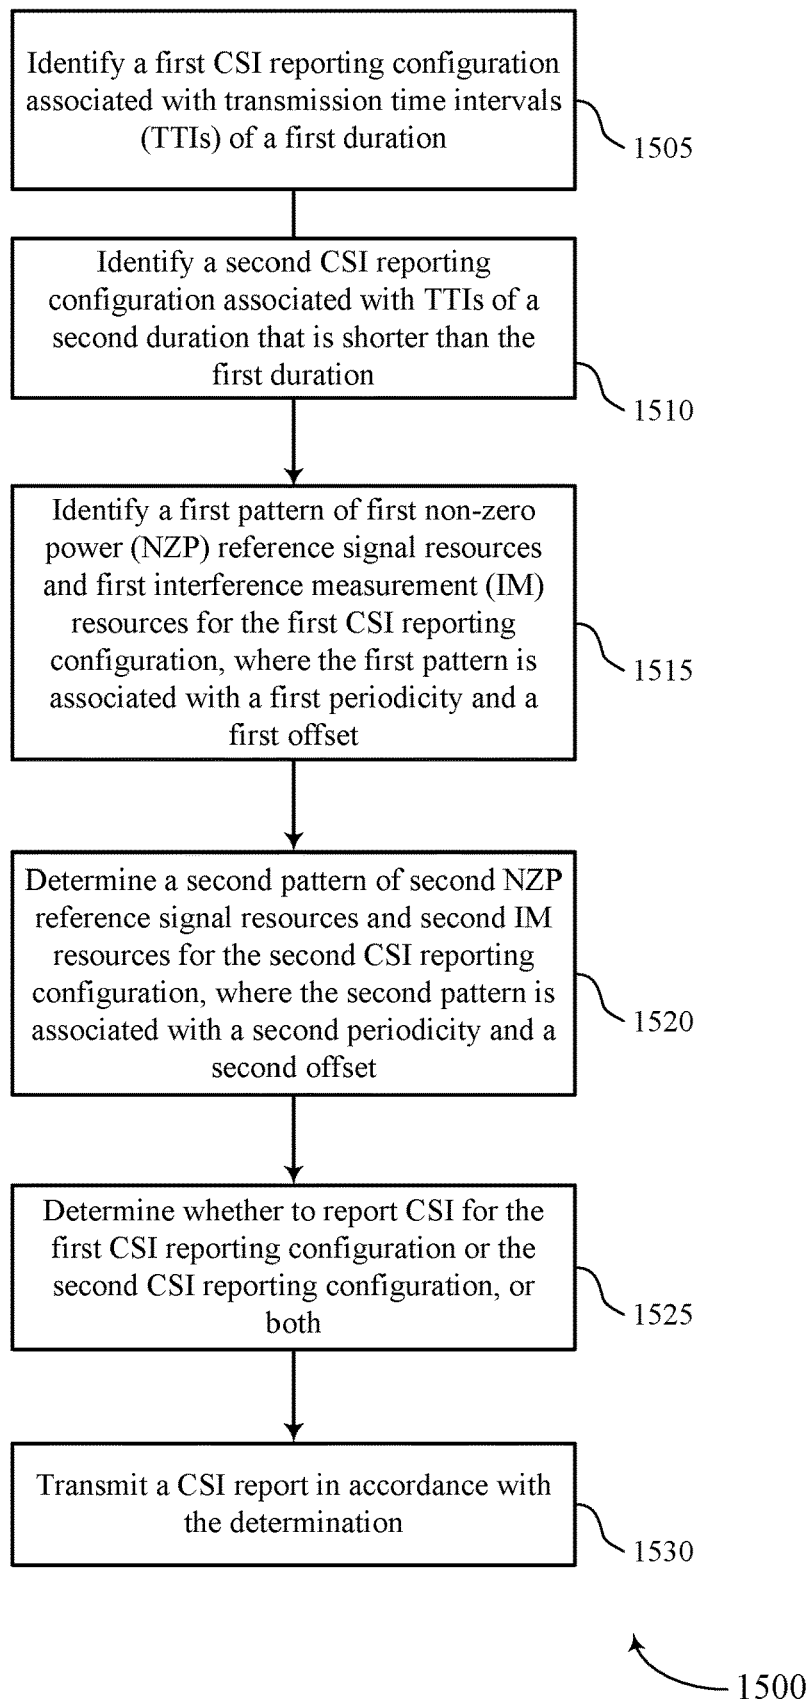 Identify a first CSI reporting configuration
associated with transmission time intervals
(TTIs) of a first duration
1505
Identify a second CSI reporting
configuration associated with TTIs of a
second duration that is shorter than the
first duration
1510
Identify a first pattern of first non-zero
power (NZP) reference signal resources
and first interference measurement (IM)
resources for the first CSI reporting
configuration, where the first pattern is
associated with a first periodicity and a
first offset
1515
Determine a second pattern of second NZP
reference signal resources and second IM
resources for the second CSI reporting
configuration, where the second pattern is
associated with a second periodicity and a
second offset
1520
Determine whether to report CSI for the
first CSI reporting configuration or the
second CSI reporting configuration, or
both
1525
Transmit a CSI report in accordance with
the determination
1530
1500